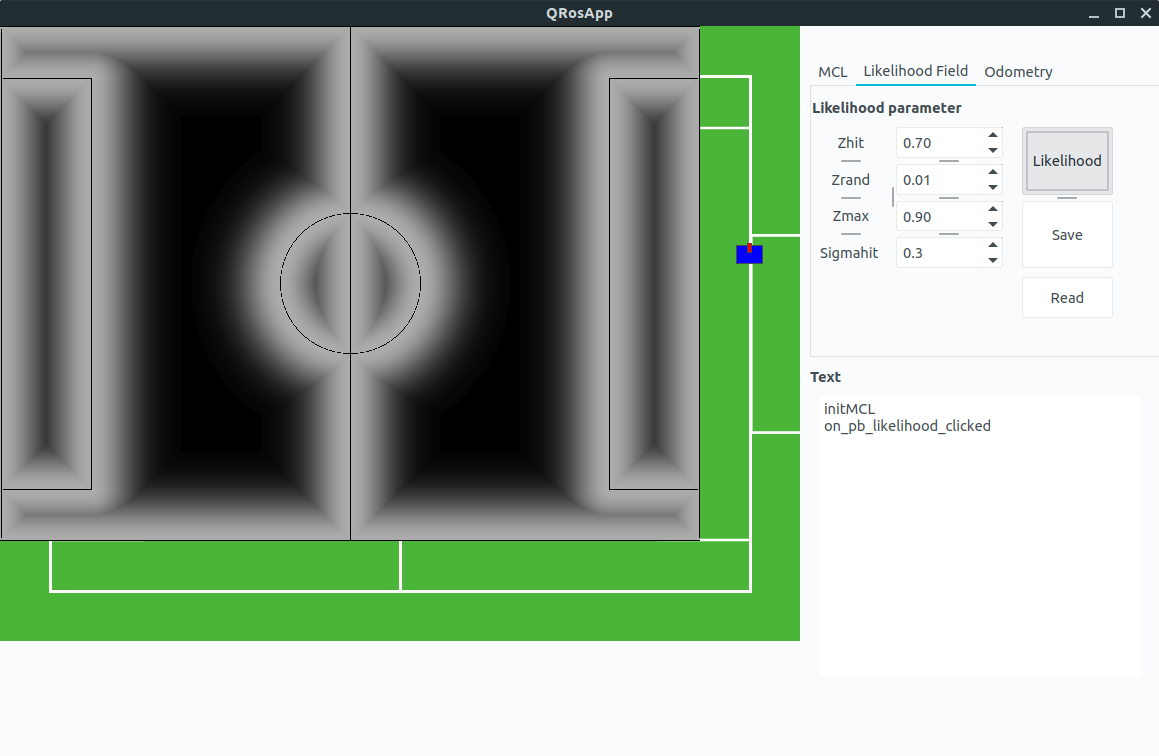 QRosApp
MCL Likelihood Field Odometry
Likelihood parameter
Zhit 0.70
Likelihood
Zrand 0.01
Zmax 0.90
Save
Sigmahit 0.3
Read
Text
initMCL
on_pb_likelihood_clicked